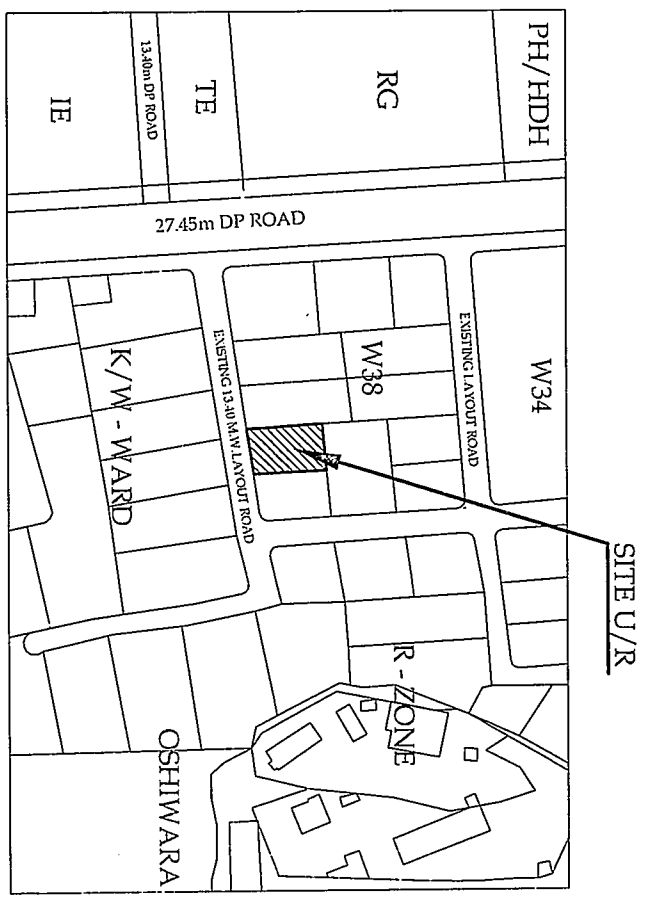 PH/HDH
RG
TE
13.40m DP ROAD
IE
27.45m DP ROAD
W34
EXISTING LAYOUT ROAD
W38
EXISTING 13.40 M.W.LAYOUT ROAD
K/W - WARD
SITE U/R
R - ZONE
OSHIWARA